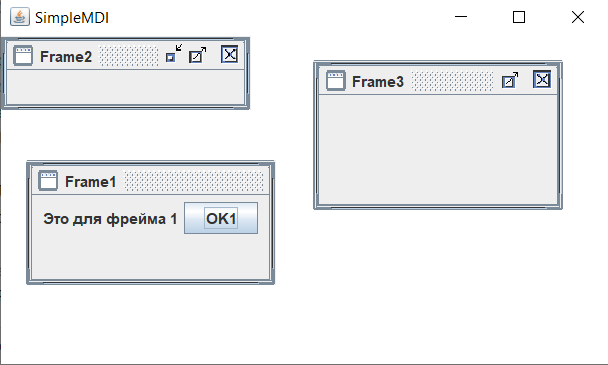 SimpleMDI
Frame2
Frame3
Frame1
Это для фрейма 1 OK1